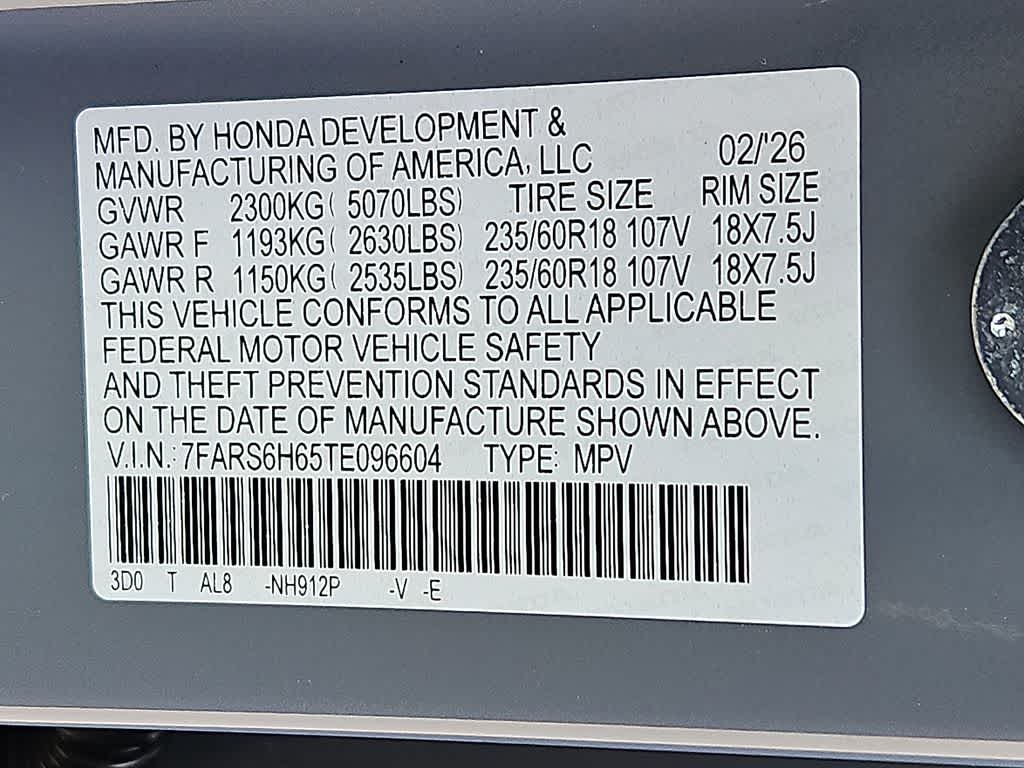 MFD. BY HONDA DEVELOPMENT &
MANUFACTURING OF AMERICA, LLC 02/'26
GVWR 2300KG( 5070LBS) TIRE SIZE RIM SIZE
GAWR F 1193KG( 2630LBS) 235/60R18 107V 18X7.5J
GAWR R 1150KG( 2535LBS) 235/60R18 107V 18X7.5J
THIS VEHICLE CONFORMS TO ALL APPLICABLE
FEDERAL MOTOR VEHICLE SAFETY
AND THEFT PREVENTION STANDARDS IN EFFECT
ON THE DATE OF MANUFACTURE SHOWN ABOVE.
V.I.N.: 7FARS6H65TE096604 TYPE: MPV
3D0 T AL8 -NH912P -V -E